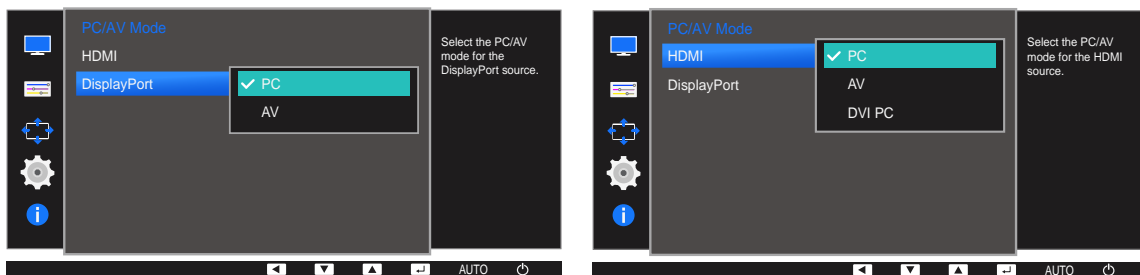 PC/AV Mode
HDMI
DisplayPort
PC
AV
Select the PC/AV
mode for the
DisplayPort source.
AUTO
PC/AV Mode
HDMI
DisplayPort
PC
AV
DVI PC
Select the PC/AV
mode for the HDMI
source.
AUTO